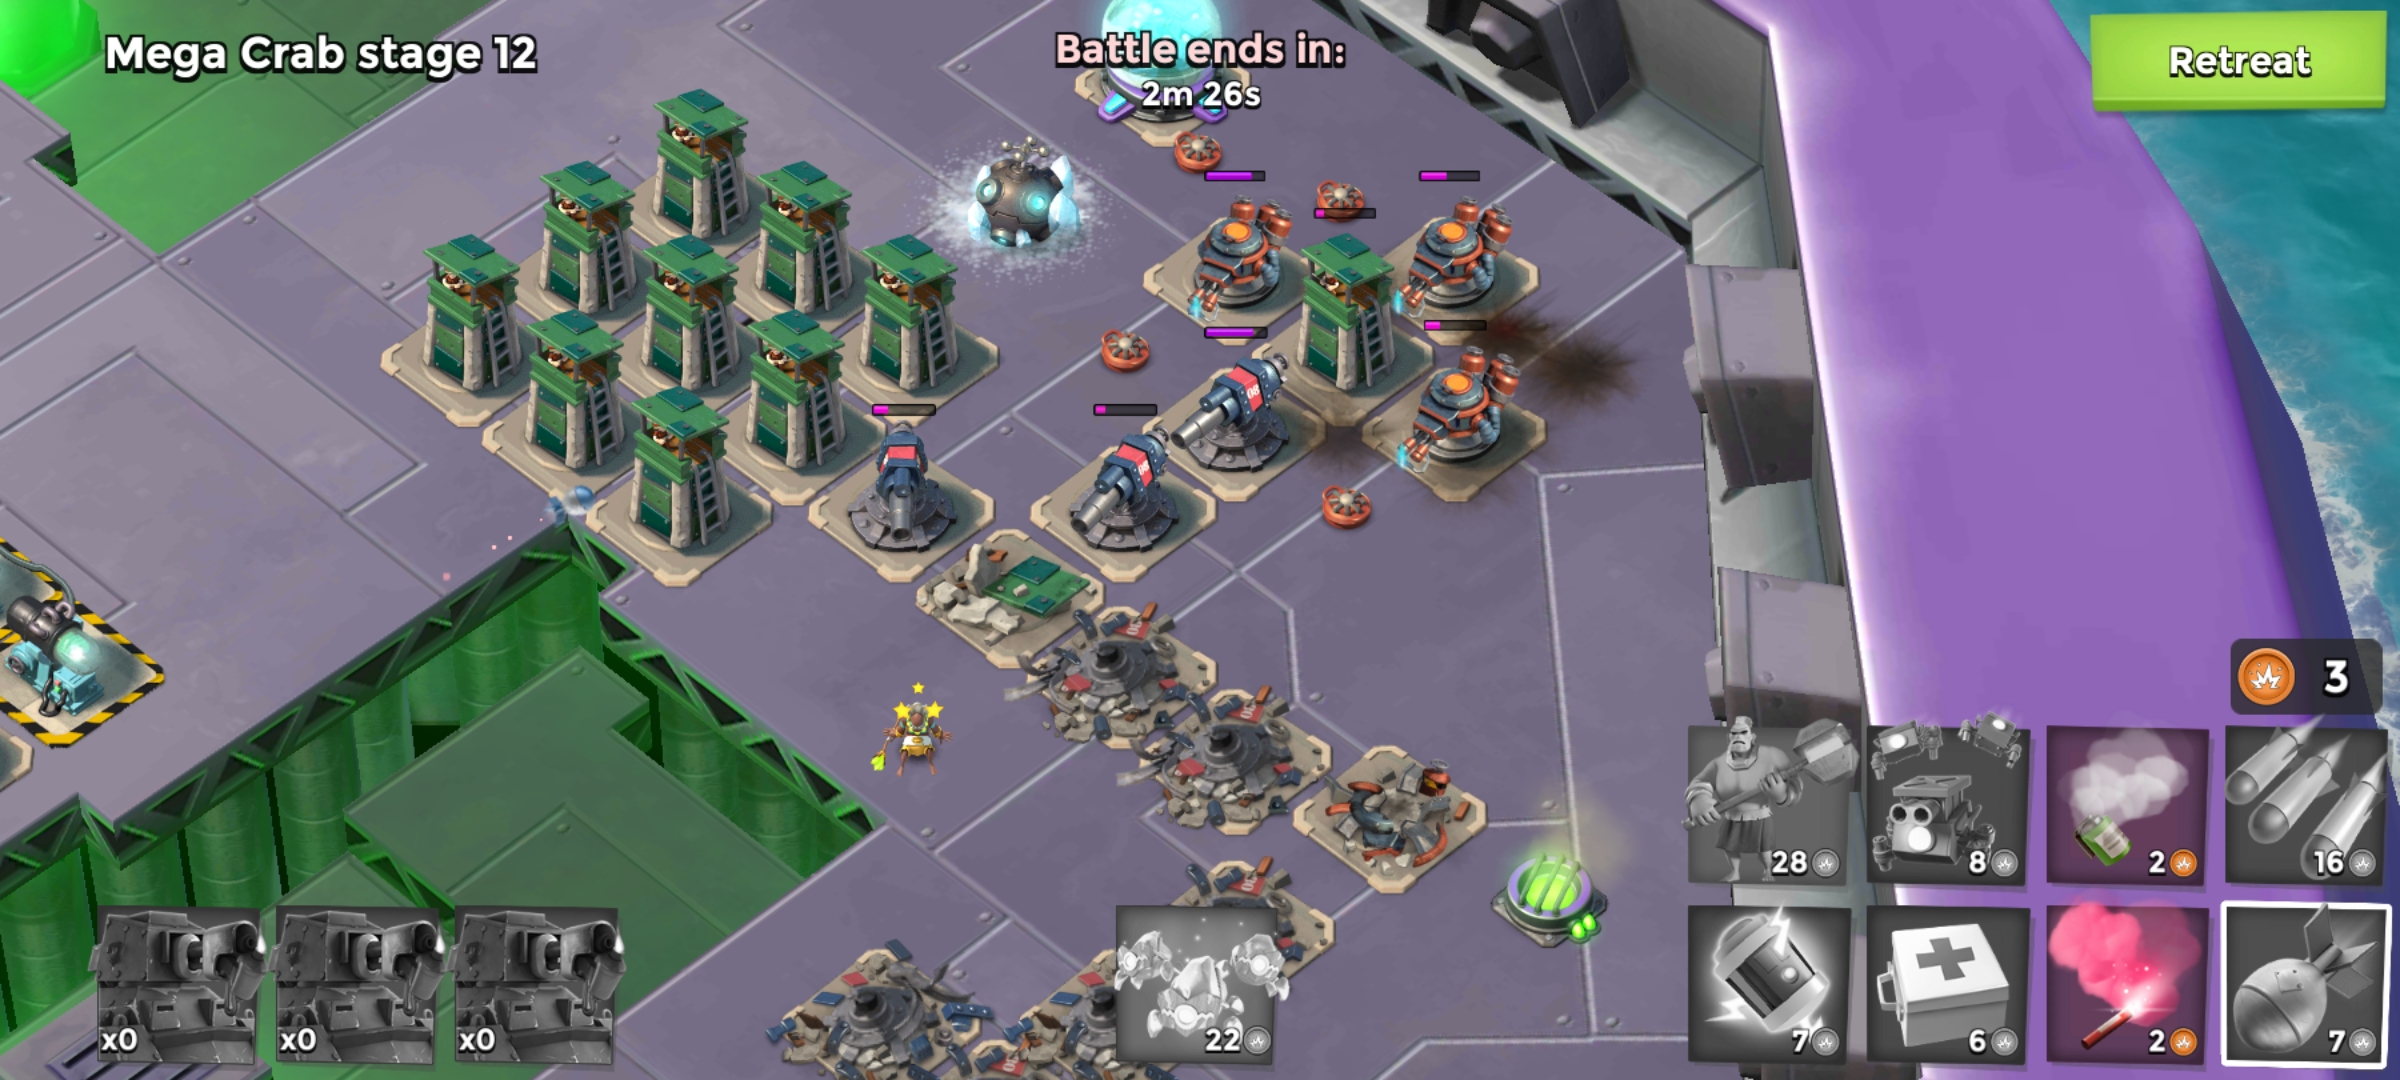 Mega Crab stage 12
Battle ends in:
2m 26s
Retreat
3
28
8
2
16
x0
x0
x0
22
7
6
2
7